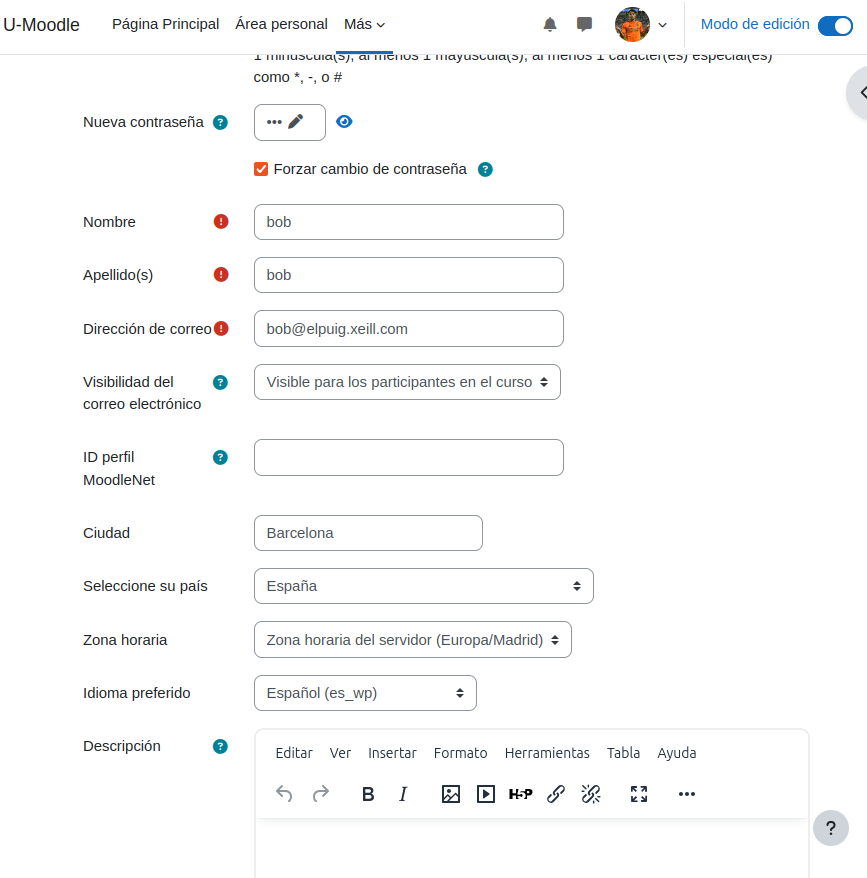 U-Moodle
Página Principal
Área personal
Más
Modo de edición
1 minúscula(s), al menos 1 mayúscula(s), al menos 1 carácter(es) especial(es)
como *, -, o #
Nueva contraseña
•••
Forzar cambio de contraseña
Nombre
bob
Apellido(s)
bob
Dirección de correo
bob@elpuig.xeill.com
Visibilidad del
correo electrónico
Visible para los participantes en el curso
ID perfil
MoodleNet
Ciudad
Barcelona
Seleccione su país
España
Zona horaria
Zona horaria del servidor (Europa/Madrid)
Idioma preferido
Español (es_wp)
Descripción
Editar Ver Insertar Formato Herramientas Tabla Ayuda
B I H5P
?